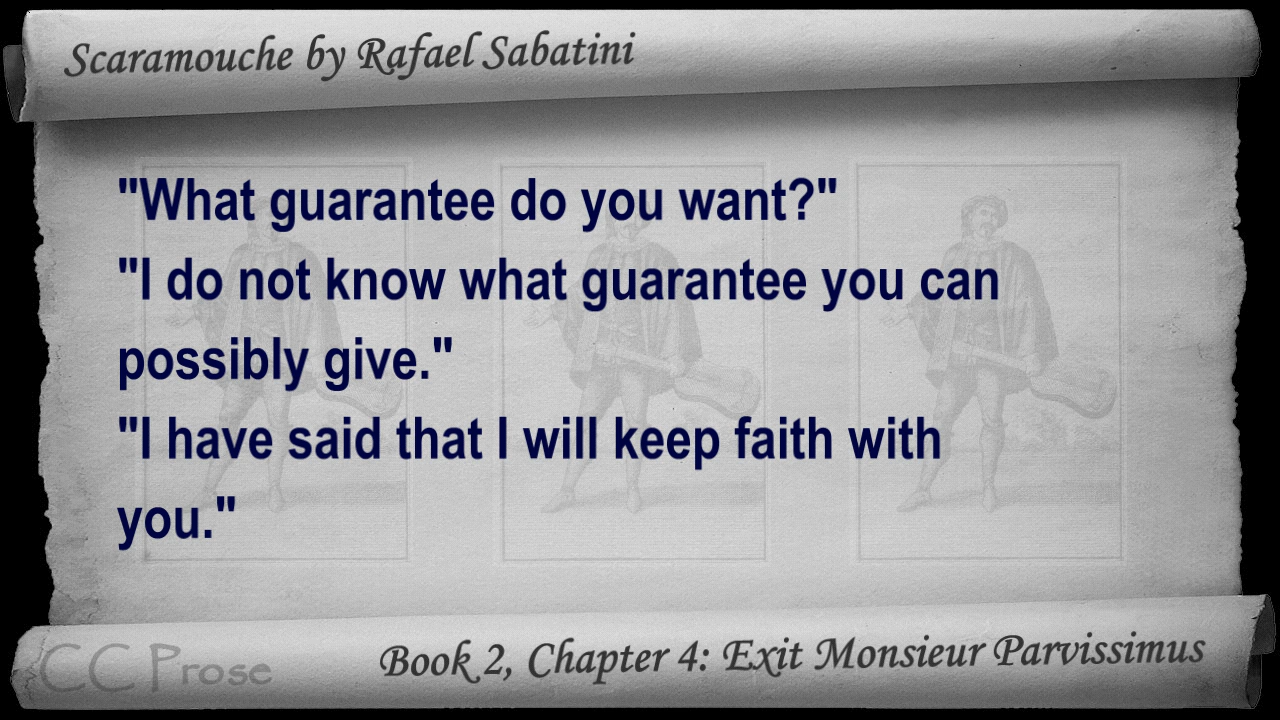 Scaramouche by Rafael Sabatini
"What guarantee do you want?"
"I do not know what guarantee you can
possibly give."
"I have said that I will keep faith with
you."
CC Prose
Book 2, Chapter 4: Exit Monsieur Parvissimus